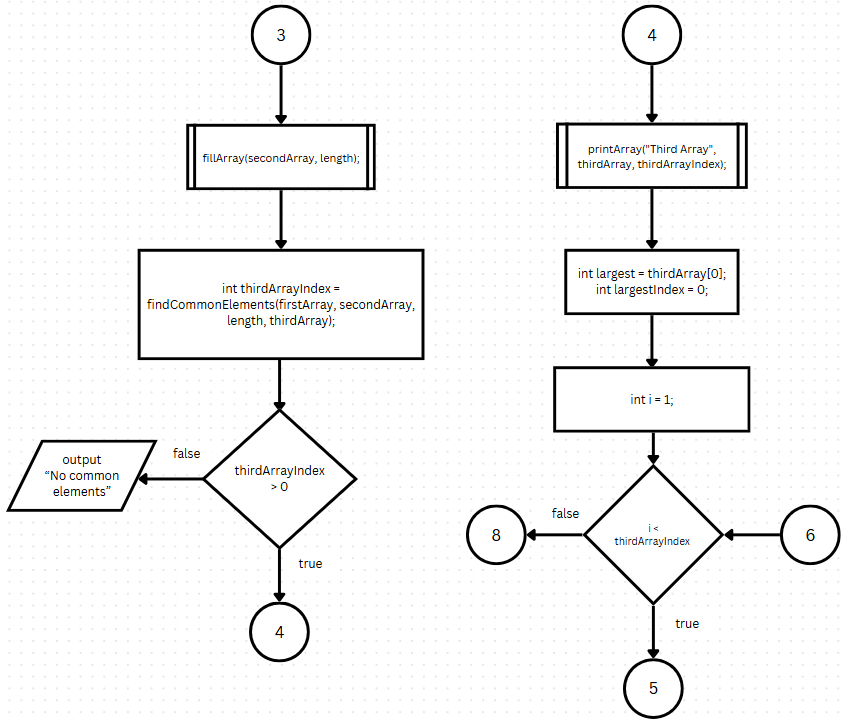 3
fillArray(secondArray, length);
int thirdArrayIndex =
findCommonElements(firstArray, secondArray,
length, thirdArray);
thirdArrayIndex
> 0
false
output
“No common
elements”
true
4
4
printArray("Third Array",
thirdArray, thirdArrayIndex);
int largest = thirdArray[0];
int largestIndex = 0;
int i = 1;
i <
thirdArrayIndex
false
8
6
true
5